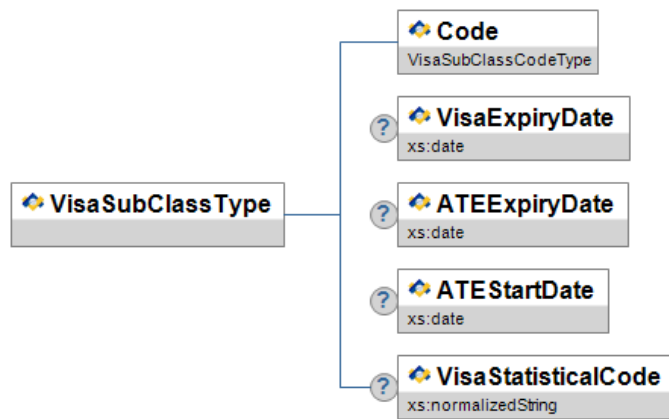 Code
VisaSubClassCodeType
?
VisaExpiryDate
xs:date
VisaSubClassType
?
ATEExpiryDate
xs:date
?
ATEStartDate
xs:date
?
VisaStatisticalCode
xs:normalizedString